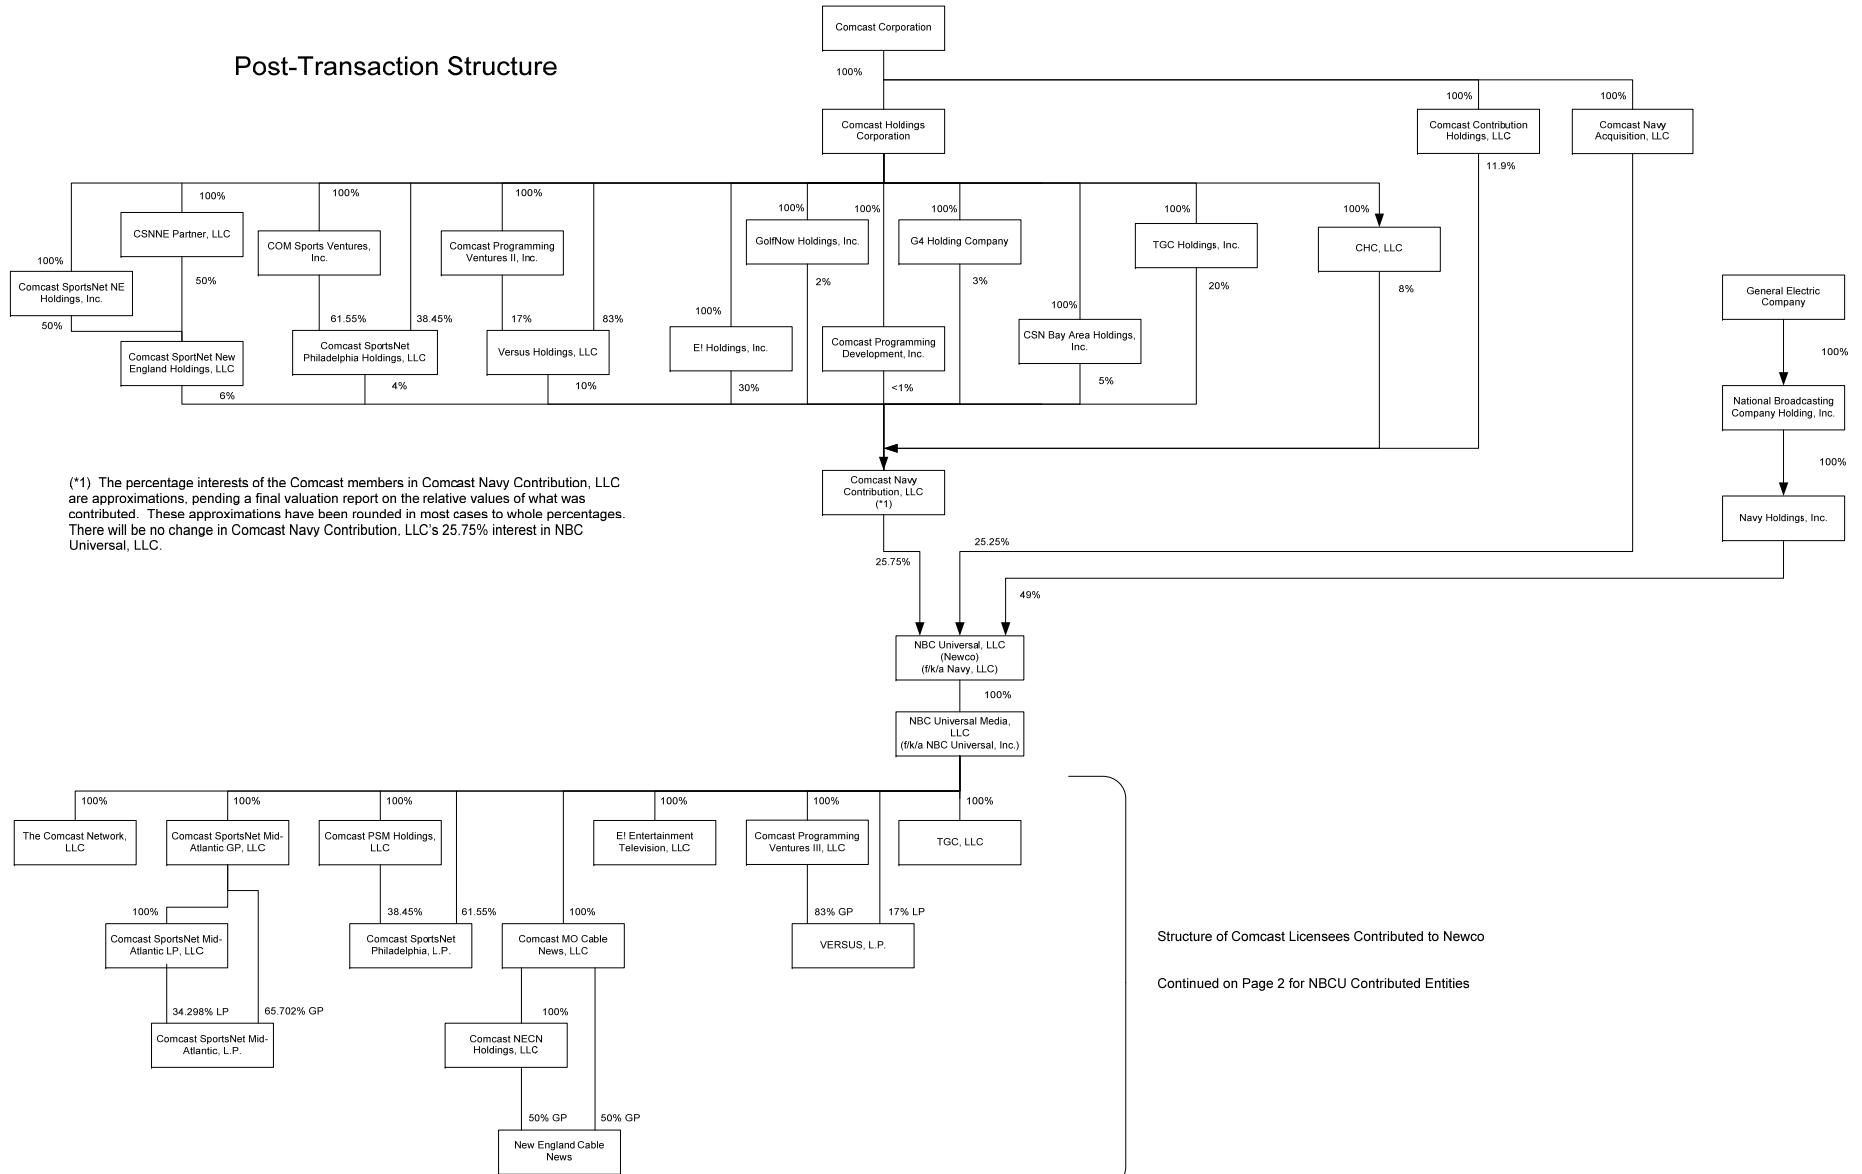 Post-Transaction Structure
Comcast Corporation
100%
100%
100%
Comcast Holdings
Corporation
Comcast Contribution
Holdings, LLC
Comcast Navy
Acquisition, LLC
11.9%
100%
100%
100%
CSNNE Partner, LLC
COM Sports Ventures,
Inc.
Comcast Programming
Ventures II, Inc.
100%
GolfNow Holdings, Inc.
100%
100%
G4 Holding Company
100%
TGC Holdings, Inc.
100%
CHC, LLC
100%
Comcast SportsNet NE
Holdings, Inc.
50%
50%
2%
3%
20%
8%
61.55%
38.45%
17%
83%
100%
100%
Comcast SportNet New
England Holdings, LLC
Comcast SportsNet
Philadelphia Holdings, LLC
Versus Holdings, LLC
E! Holdings, Inc.
Comcast Programming
Development, Inc.
CSN Bay Area Holdings,
Inc.
6%
4%
10%
30%
<1%
5%
General Electric
Company
100%
National Broadcasting
Company Holding, Inc.
100%
Navy Holdings, Inc.
(*1) The percentage interests of the Comcast members in Comcast Navy Contribution, LLC
are approximations, pending a final valuation report on the relative values of what was
contributed. These approximations have been rounded in most cases to whole percentages.
There will be no change in Comcast Navy Contribution, LLC’s 25.75% interest in NBC
Universal, LLC.
Comcast Navy
Contribution, LLC
(*1)
25.75%
25.25%
49%
NBC Universal, LLC
(Newco)
(f/k/a Navy, LLC)
100%
NBC Universal Media,
LLC
(f/k/a NBC Universal, Inc.)
100%
100%
100%
100%
100%
100%
The Comcast Network,
LLC
Comcast SportsNet Mid-
Atlantic GP, LLC
Comcast PSM Holdings,
LLC
E! Entertainment
Television, LLC
Comcast Programming
Ventures III, LLC
TGC, LLC
100%
38.45%
61.55%
100%
83% GP
17% LP
Comcast SportsNet Mid-
Atlantic LP, LLC
Comcast SportsNet
Philadelphia, L.P.
Comcast MO Cable
News, LLC
VERSUS, L.P.
34.298% LP
65.702% GP
100%
Comcast SportsNet Mid-
Atlantic, L.P.
Comcast NECN
Holdings, LLC
50% GP
50% GP
New England Cable
News
Structure of Comcast Licensees Contributed to Newco
Continued on Page 2 for NBCU Contributed Entities